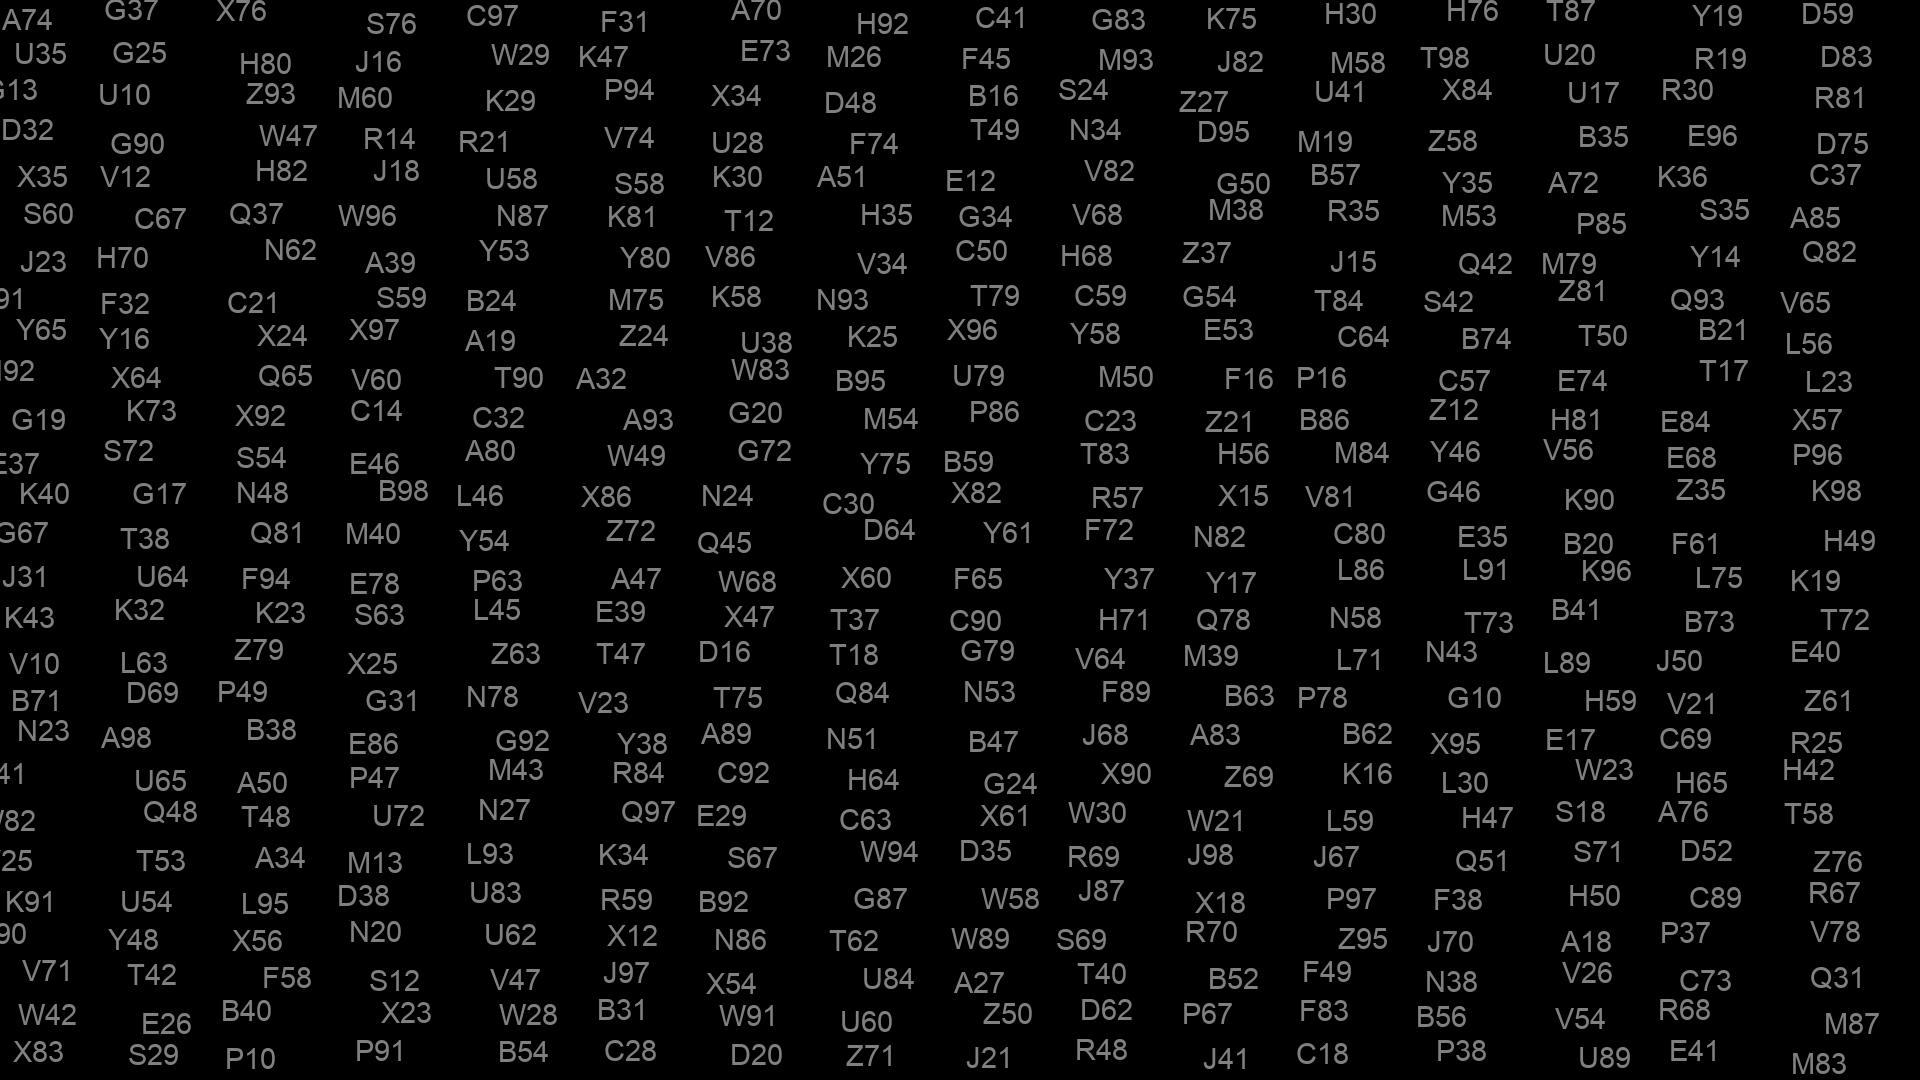 A74 G37 X76 S76 C97 F31 A70 H92 C41 G83 K75 H30 H76 T87 Y19 D59
U35 G25 H80 J16 W29 K47 E73 M26 F45 M93 J82 M58 T98 U20 R19 D83
U10 Z93 M60 K29 P94 X34 D48 B16 S24 Z27 U41 X84 U17 R30 R81
D32 G90 W47 R14 R21 V74 U28 F74 T49 N34 D95 M19 Z58 B35 E96 D75
X35 V12 H82 J18 U58 S58 K30 A51 E12 V82 G50 B57 Y35 A72 K36 C37
S60 C67 Q37 W96 N87 K81 T12 H35 G34 V68 M38 R35 M53 P85 S35 A85
J23 H70 N62 A39 Y53 Y80 V86 V34 C50 H68 Z37 J15 Q42 M79 Y14 Q82
91 F32 C21 S59 B24 M75 K58 N93 T79 C59 G54 T84 S42 Z81 Q93 V65
Y65 Y16 X24 X97 A19 Z24 U38 K25 X96 Y58 E53 C64 B74 T50 B21 L56
92 X64 Q65 V60 T90 A32 W83 B95 U79 M50 F16 P16 C57 E74 T17 L23
G19 K73 X92 C14 C32 A93 G20 M54 P86 C23 Z21 B86 Z12 H81 E84 X57
E37 S72 S54 E46 A80 W49 G72 Y75 B59 T83 H56 M84 Y46 V56 E68 P96
K40 G17 N48 B98 L46 X86 N24 C30 X82 R57 X15 V81 G46 K90 Z35 K98
G67 T38 Q81 M40 Y54 Z72 Q45 D64 Y61 F72 N82 C80 E35 B20 F61 H49
J31 U64 F94 E78 P63 A47 W68 X60 F65 Y37 Y17 L86 L91 K96 L75 K19
K43 K32 K23 S63 L45 E39 X47 T37 C90 H71 Q78 N58 T73 B41 B73 T72
V10 L63 Z79 X25 Z63 T47 D16 T18 G79 V64 M39 L71 N43 L89 J50 E40
B71 D69 P49 G31 N78 V23 T75 Q84 N53 F89 B63 P78 G10 H59 V21 Z61
N23 A98 B38 E86 G92 Y38 A89 N51 B47 J68 A83 B62 X95 E17 C69 R25
41 U65 A50 P47 M43 R84 C92 H64 G24 X90 Z69 K16 L30 W23 H65 H42
82 Q48 T48 U72 N27 Q97 E29 C63 X61 W30 W21 L59 H47 S18 A76 T58
25 T53 A34 M13 L93 K34 S67 W94 D35 R69 J98 J67 Q51 S71 D52 Z76
K91 U54 L95 D38 U83 R59 B92 G87 W58 J87 X18 P97 F38 H50 C89 R67
90 Y48 X56 N20 U62 X12 N86 T62 W89 S69 R70 Z95 J70 A18 P37 V78
V71 T42 F58 S12 V47 J97 X54 U84 A27 T40 B52 F49 N38 V26 C73 Q31
W42 E26 B40 X23 W28 B31 W91 U60 Z50 D62 P67 F83 B56 V54 R68 M87
X83 S29 P10 P91 B54 C28 D20 Z71 J21 R48 J41 C18 P38 U89 E41 M83